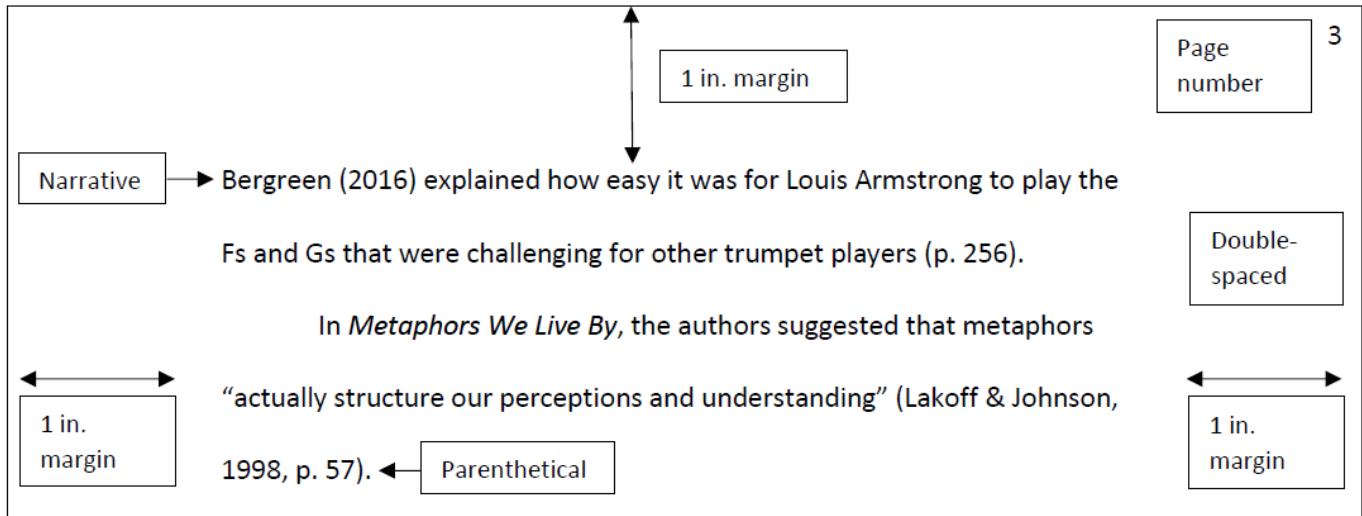 3
Page
number
1 in. margin
Narrative
Bergreen (2016) explained how easy it was for Louis Armstrong to play the
Fs and Gs that were challenging for other trumpet players (p. 256).
Double-
spaced
In Metaphors We Live By, the authors suggested that metaphors
“actually structure our perceptions and understanding” (Lakoff & Johnson,
1998, p. 57).
1 in.
margin
Parenthetical
1 in.
margin